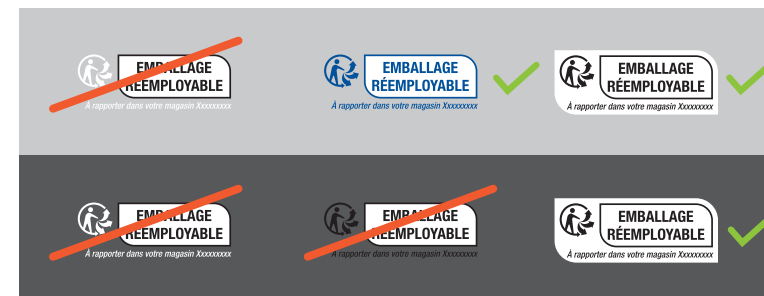 EMBALLAGE
RÉEMPLOYABLE
À rapporter dans votre magasin Xxxxxxxxx
EMBALLAGE
RÉEMPLOYABLE
À rapporter dans votre magasin Xxxxxxxxx
EMBALLAGE
RÉEMPLOYABLE
À rapporter dans votre magasin Xxxxxxxxx
EMBALLAGE
RÉEMPLOYABLE
À rapporter dans votre magasin Xxxxxxxxx
EMBALLAGE
RÉEMPLOYABLE
À rapporter dans votre magasin Xxxxxxxxx
EMBALLAGE
RÉEMPLOYABLE
À rapporter dans votre magasin Xxxxxxxxx